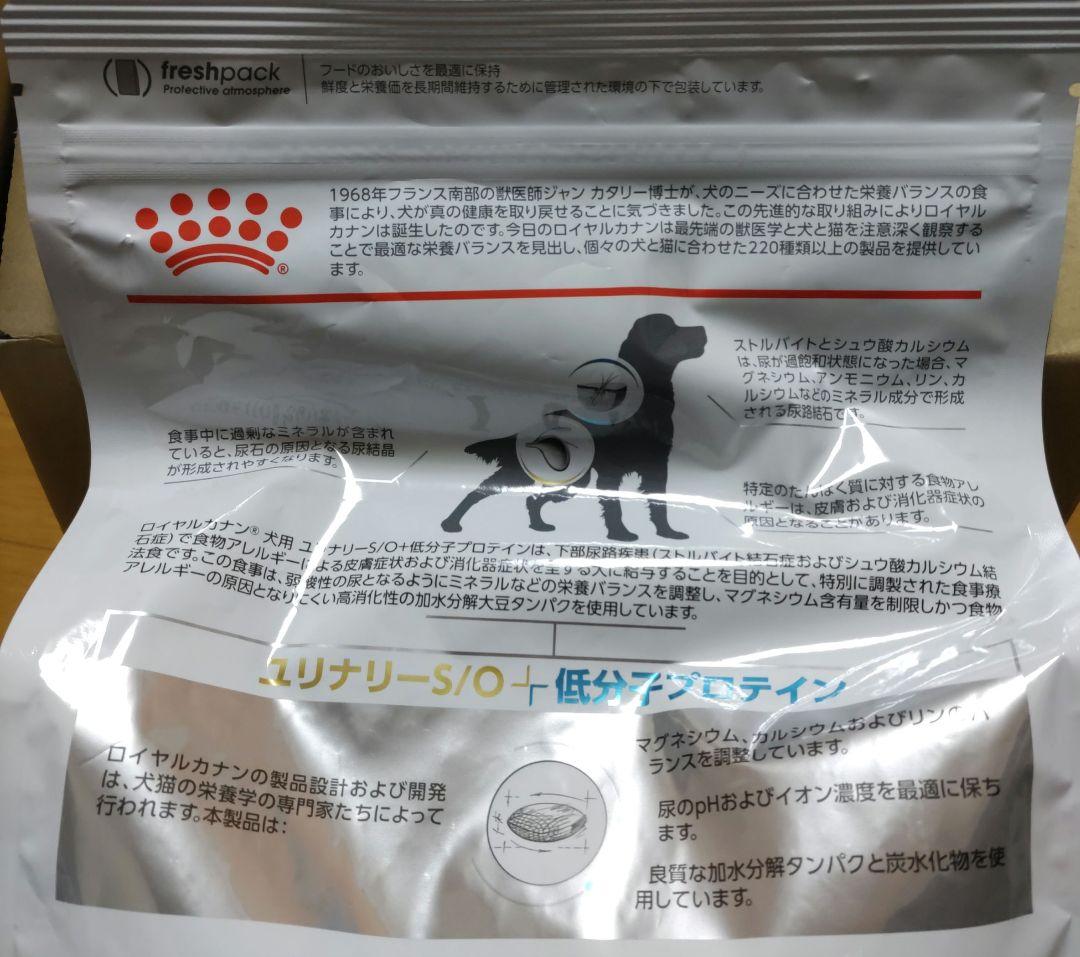 freshpack
Protective atmosphere
フードのおいしさを最適に保持
鮮度と栄養価を長期間維持するために管理された環境の下で包装しています。
1968年フランス南部の獣医師ジャン カタリー博士が、犬のニーズに合わせた栄養バランスの食
事により、犬が真の健康を取り戻せることに気づきました。この先進的な取り組みによりロイヤル
カナンは誕生したのです。今日のロイヤルカナンは最先端の獣医学と犬と猫を注意深く観察する
ことで最適な栄養バランスを見出し、個々の犬と猫に合わせた220種類以上の製品を提供してい
ます。
®
ストルバイトとシュウ酸カルシウム
は、尿が過飽和状態になった場合、マ
グネシウム、アンモニウム、リン、カ
ルシウムなどのミネラル成分で形成
される尿路結石です。
食事中に過剰なミネラルが含まれ
ていると、尿石の原因となる尿結晶
が形成されやすくなります。
特定のたんぱく質に対する食物アレ
ルギーは、皮膚および消化器症状の
原因となることがあります。
ロイヤルカナン® 犬用 ユリナリーS/O+低分子プロテインは、下部尿路疾患(ストルバイト結石症およびシュウ酸カルシウム結
石症)で食物アレルギーによる皮膚症状および消化器症状を呈する犬に給与することを目的として、特別に調製された食事療
法食です。この食事は、弱酸性の尿となるようにミネラルなどの栄養バランスを調整し、マグネシウム含有量を制限しかつ食物
アレルギーの原因となりにくい高消化性の加水分解大豆タンパクを使用しています。
ユリナリーS/O+低分子プロテイン
ロイヤルカナンの製品設計および開発
は、犬猫の栄養学の専門家たちによって
行われます。本製品は:
マグネシウム、カルシウムおよびリンのバ
ランスを調整しています。
尿のpHおよびイオン濃度を最適に保ち
ます。
良質な加水分解タンパクと炭水化物を使
用しています。